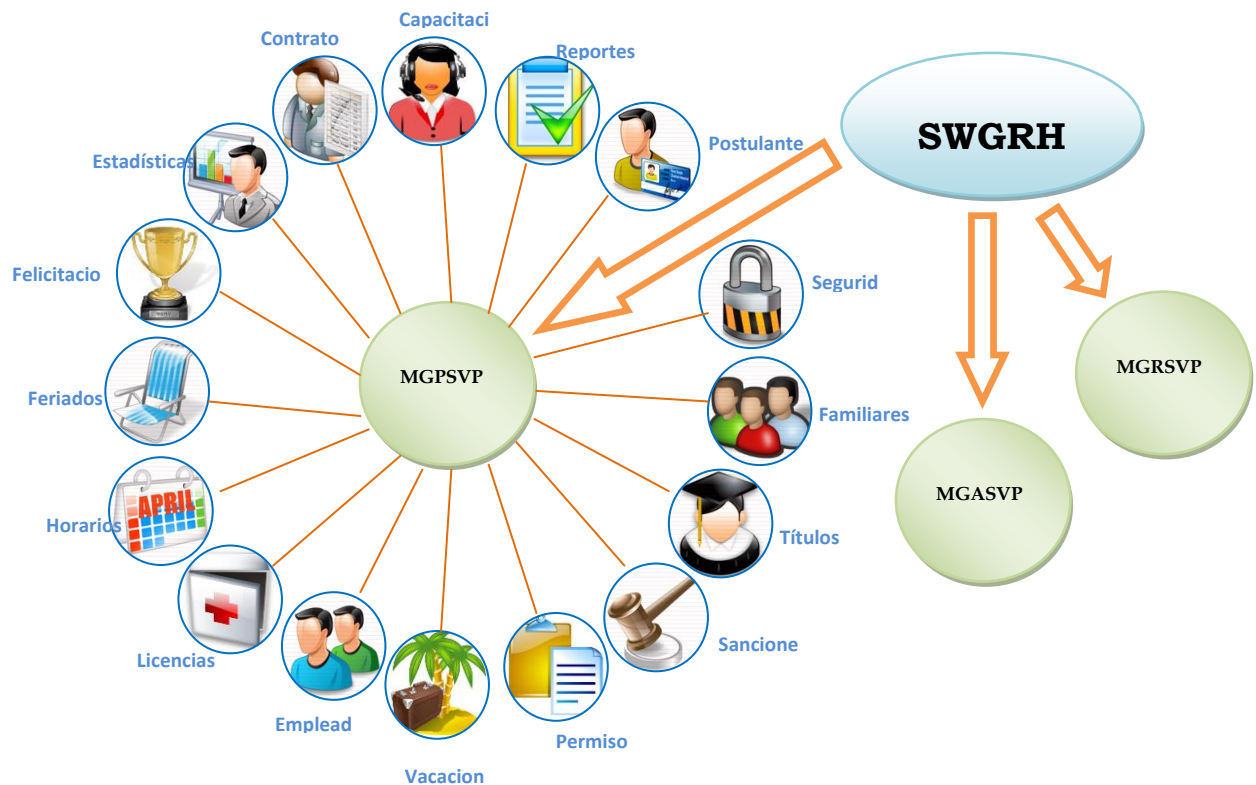 Capacitaci
Contrato
Reportes
Estadísticas
Postulante
SWGRH
Felicitacio
Segurid
MGPSVP
MGRSVP
Feriados
Familiares
APRIL
MGASVP
Horarios
Títulos
Licencias
Sancione
Emplead
Permiso
Vacacion